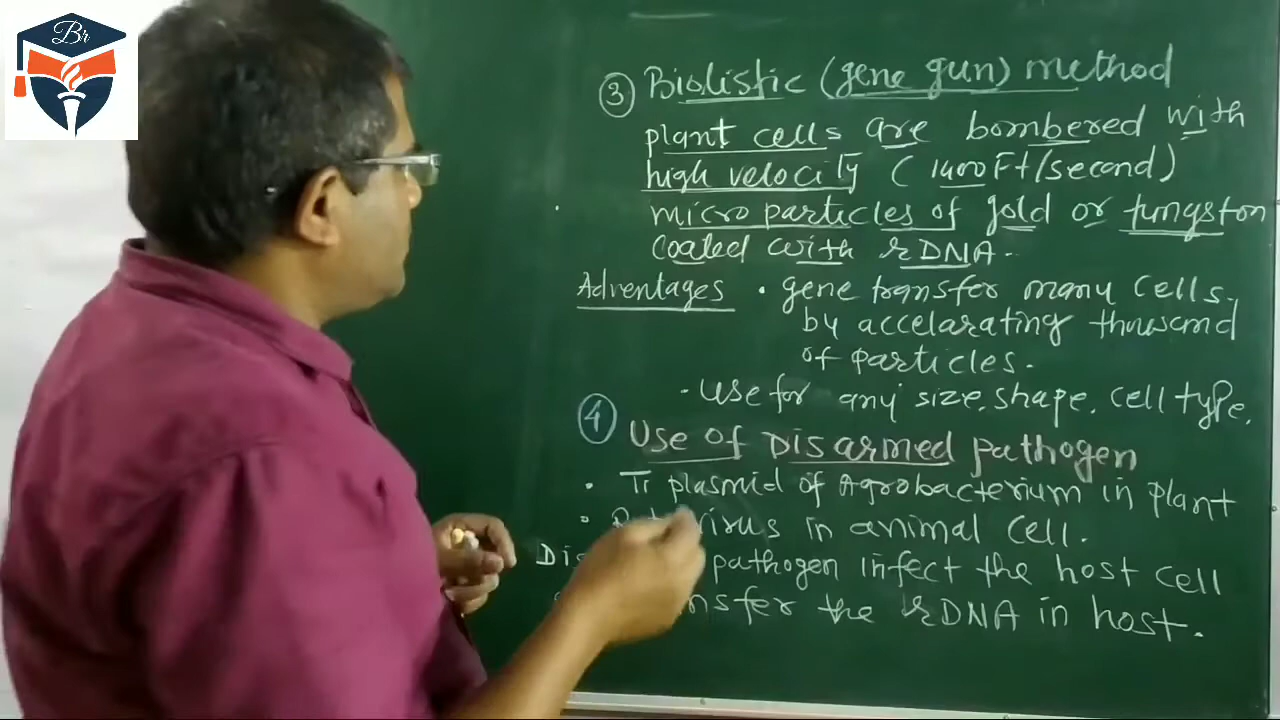 Br
③ Biolistic (gene gun) method
plant cells are bombered with
high velocity (1400 Ft/second)
micro particles of gold or tungston
coated with rDNA.
Adventages • gene transfer many cells.
by accelarating thousand
of particles.
• Use for any size, shape, cell type.
④ Use of Disarmed pathogen
• Ti plasmid of Agrobacterium in plant
• in animal cell.
pathogen infect the host cell
the rDNA in host.